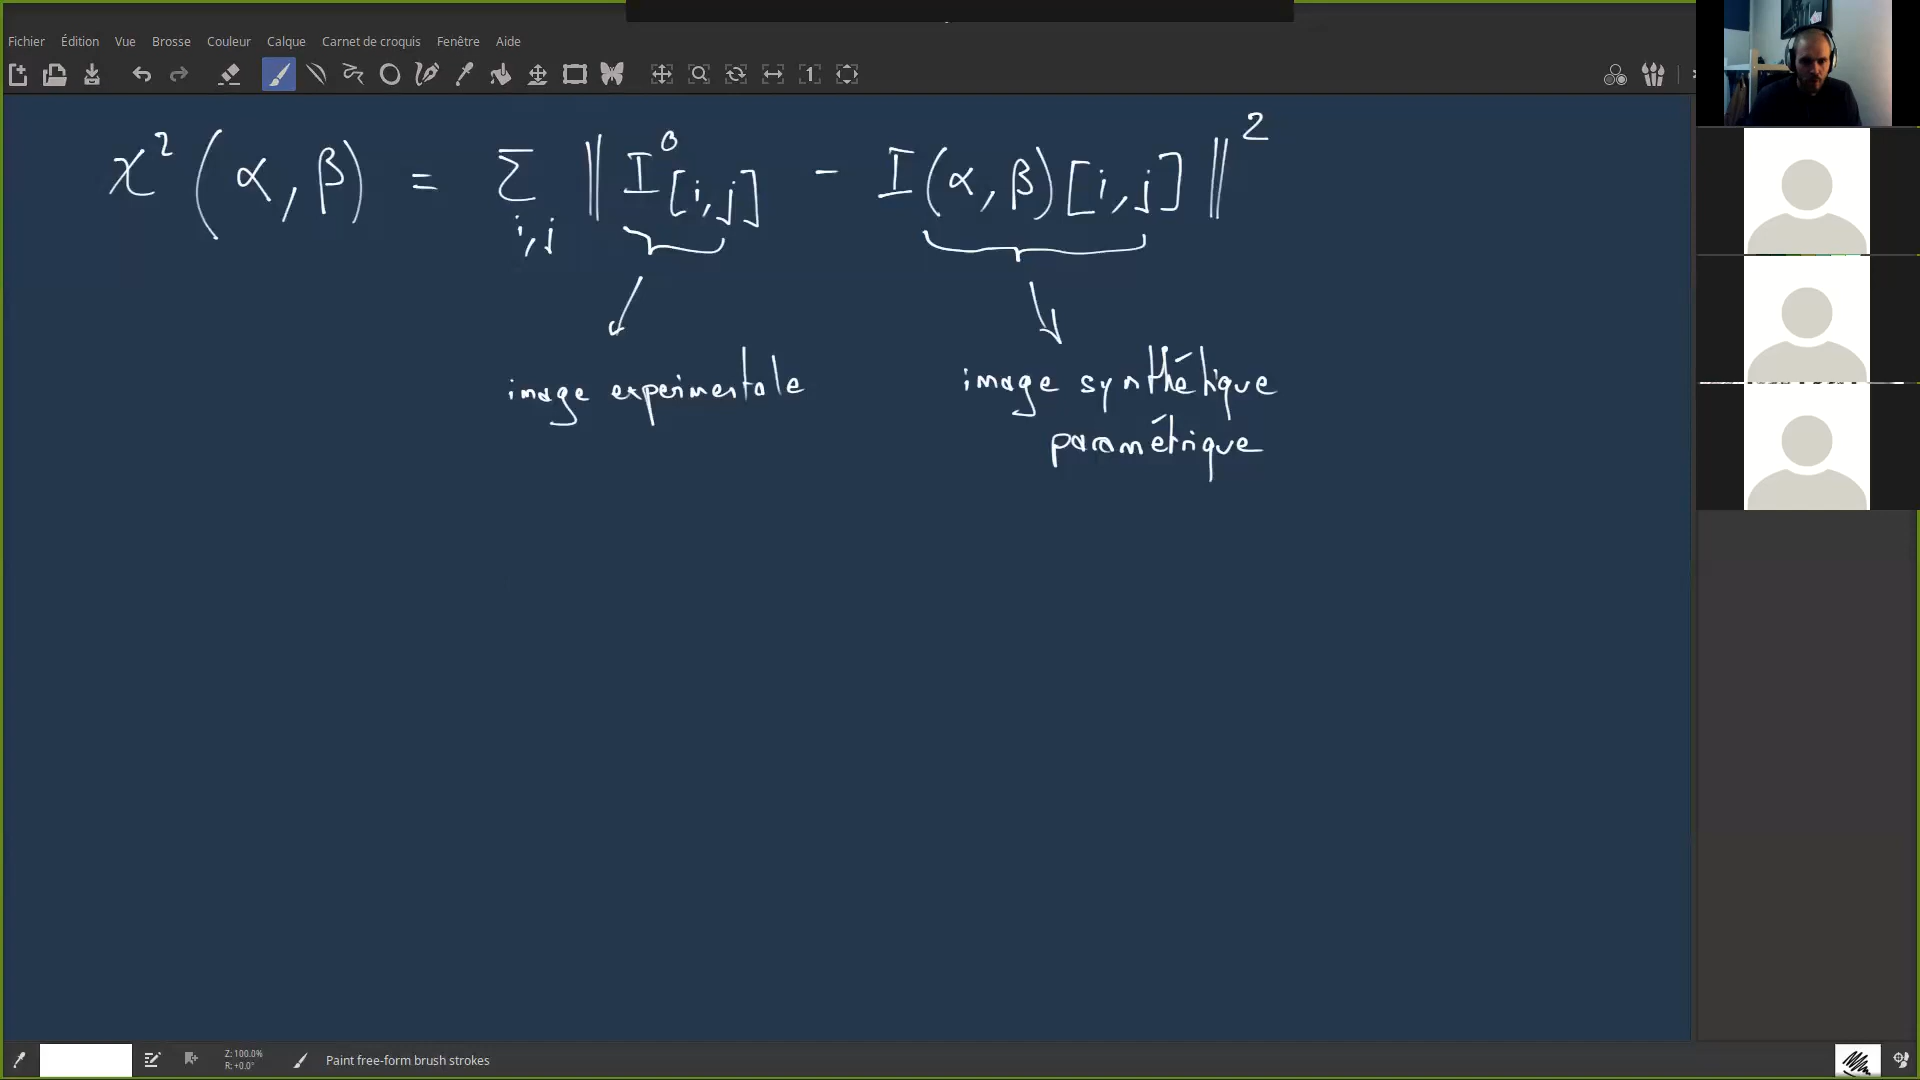 Fichier Édition Vue Brosse Couleur Calque Carnet de croquis Fenêtre Aide
χ² (α, β) = Σ i,j ‖ I⁰[i,j] - I(α, β)[i,j] ‖²
image experimentale
image synthétique
paramétrique
Z: 100.0%
R: +0.0°
Paint free-form brush strokes